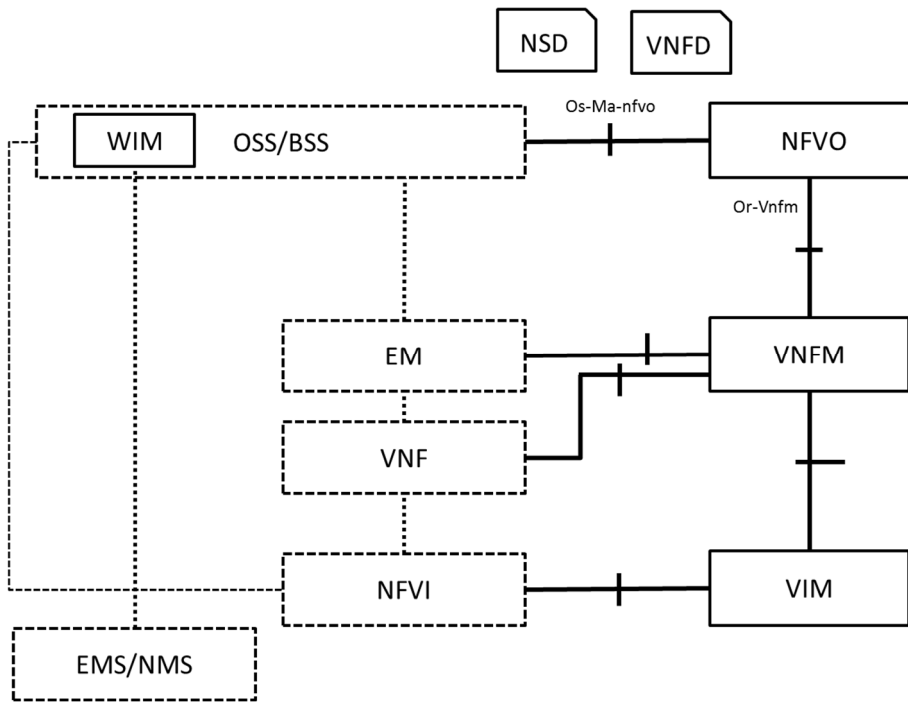 NSD
VNFD
Os-Ma-nfvo
WIM
OSS/BSS
NFVO
Or-Vnfm
EM
VNFM
VNF
NFVI
VIM
EMS/NMS